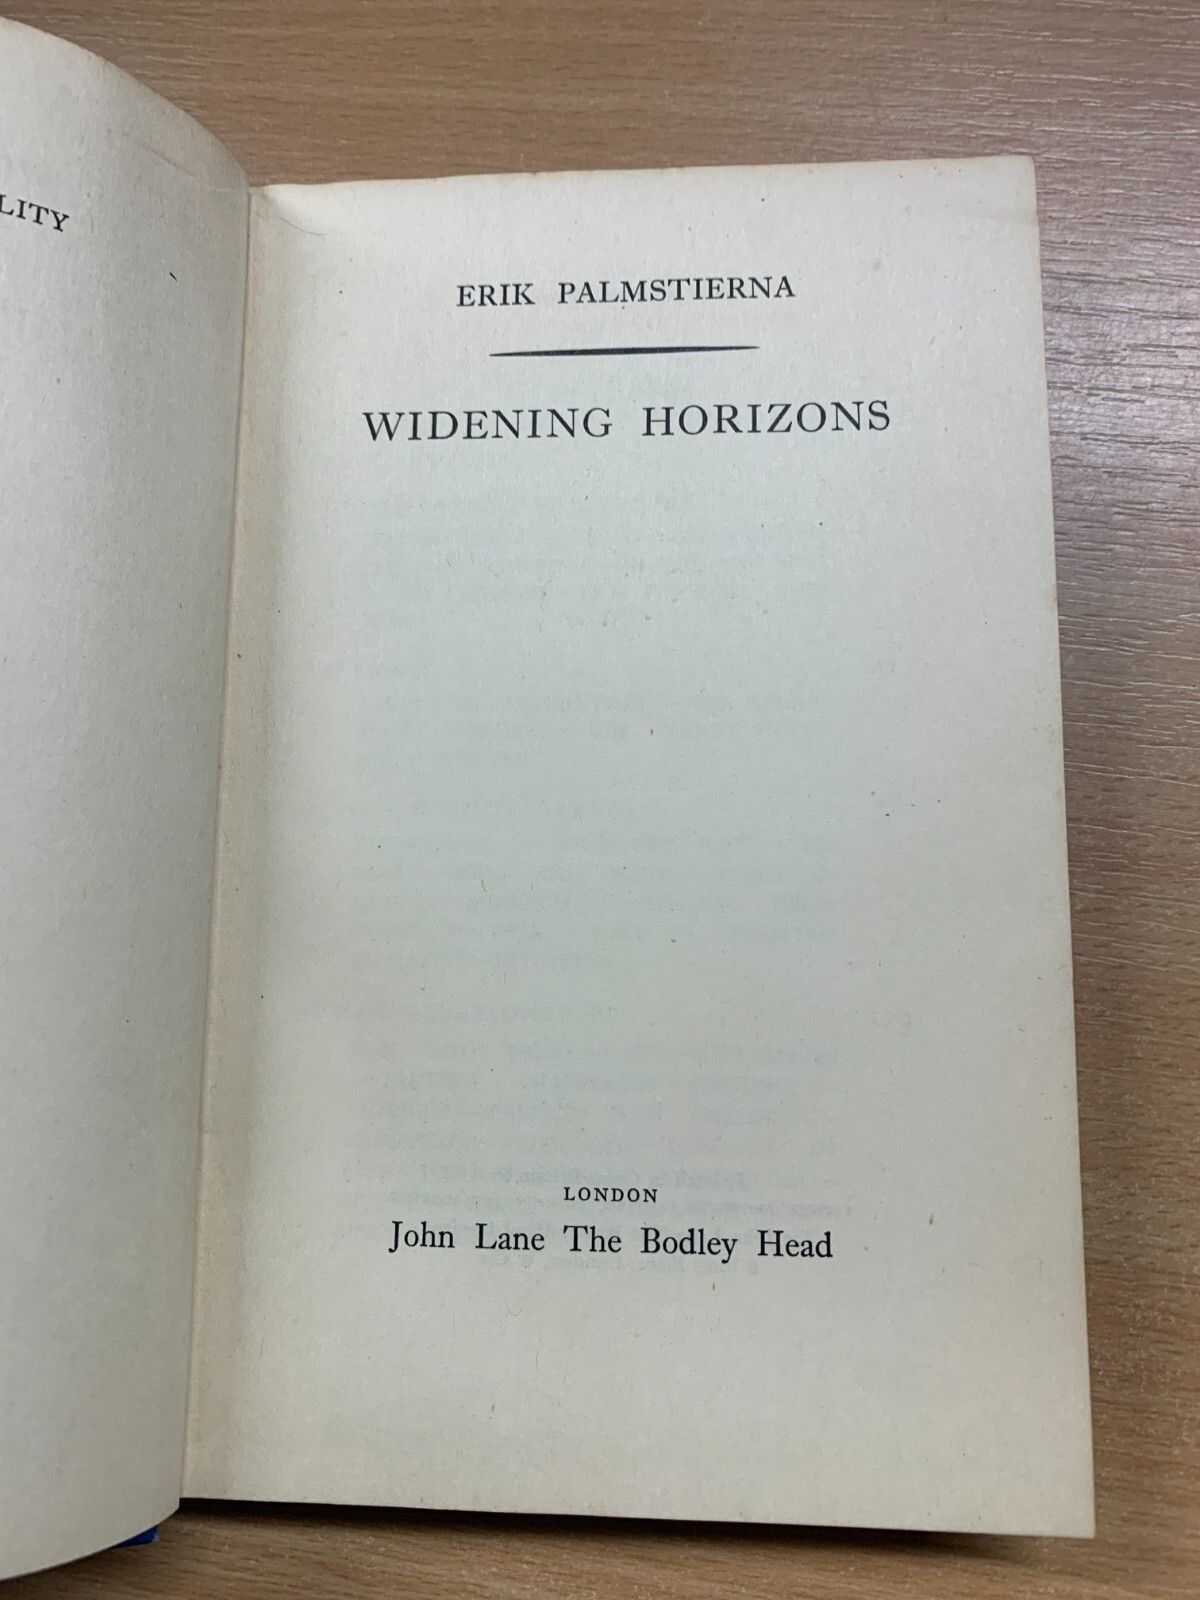 LITY
ERIK PALMSTIERNA
WIDENING HORIZONS
LONDON
John Lane The Bodley Head